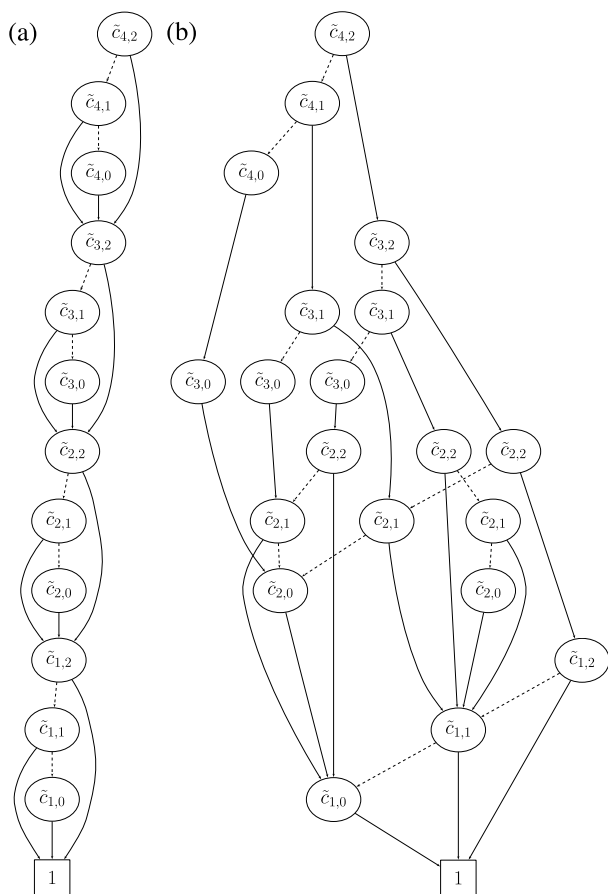 (a)
c̃4,2
c̃4,1
c̃4,0
c̃3,2
c̃3,1
c̃3,0
c̃2,2
c̃2,1
c̃2,0
c̃1,2
c̃1,1
c̃1,0
1
(b)
c̃4,2
c̃4,1
c̃4,0
c̃3,2
c̃3,1 c̃3,1
c̃3,0 c̃3,0 c̃3,0
c̃2,2 c̃2,2 c̃2,2
c̃2,1 c̃2,1 c̃2,1
c̃2,0 c̃2,0
c̃1,2
c̃1,1
c̃1,0
1